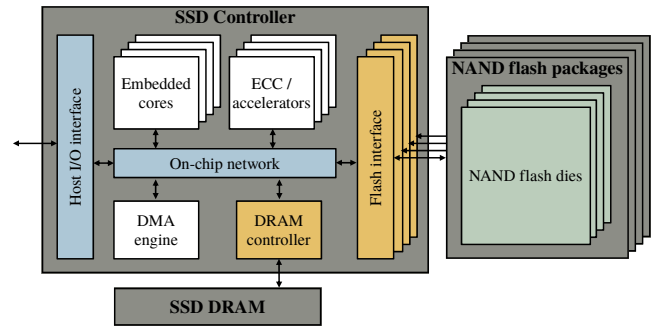 SSD Controller
Host I/O interface
Embedded
cores
ECC /
accelerators
On-chip network
DMA
engine
DRAM
controller
Flash interface
NAND flash packages
NAND flash dies
SSD DRAM